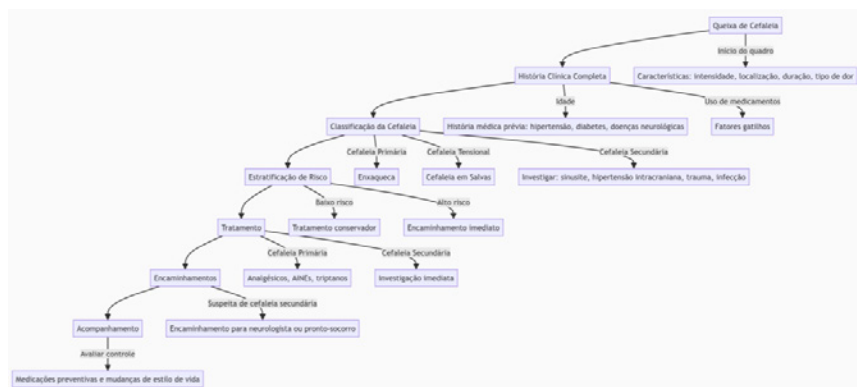 Queixa de Cefaleia
Início do quadro
História Clínica Completa
Características: intensidade, localização, duração, tipo de dor
Idade
Uso de medicamentos
Classificação da Cefaleia
História médica prévia: hipertensão, diabetes, doenças neurológicas
Fatores gatilhos
Cefaleia Primária
Cefaleia Tensional
Cefaleia Secundária
Estratificação de Risco
Enxaqueca
Cefaleia em Salvas
Investigar: sinusite, hipertensão intracraniana, trauma, infecção
Baixo risco
Alto risco
Tratamento
Tratamento conservador
Encaminhamento imediato
Cefaleia Primária
Cefaleia Secundária
Encaminhamentos
Analgésicos, AINEs, triptanos
Investigação imediata
Suspeita de cefaleia secundária
Acompanhamento
Encaminhamento para neurologista ou pronto-socorro
Avaliar controle
Medicações preventivas e mudanças de estilo de vida